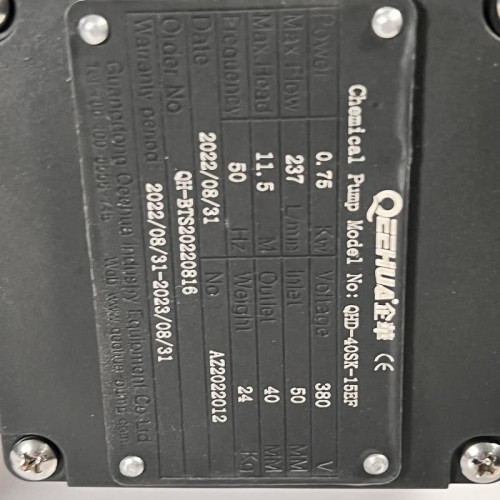 QEEHUA 企華 CE
Chemical Pump Model No: QHD-40SK-15EF
Power 0.75 Kw Voltage 380 V
Max Flow 237 L/min Inlet 50 MM
Max Head 11.5 M Outlet 40 MM
Frequency 50 HZ Weight 24 Kg
Date 2022/08/31 No AZ2022012
Order No QH-BTS20220816
Warranty period 2022/08/31-2023/08/31
Guangdong Qeehua Industry Equipment Co.,Ltd